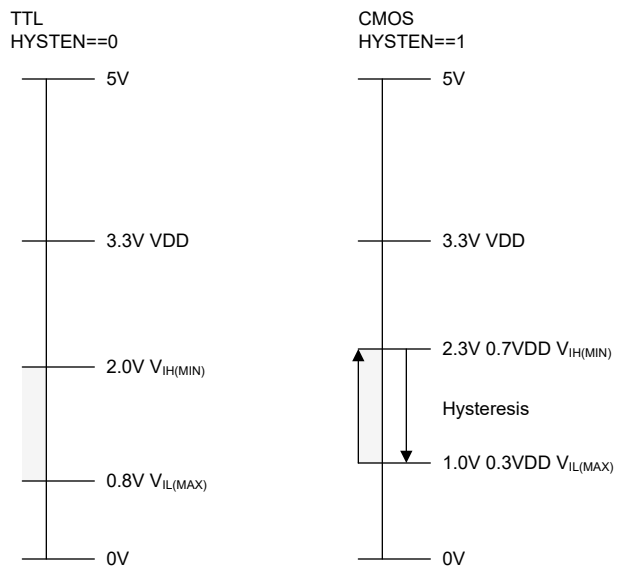 TTL
HYSTEN==0
5V
3.3V VDD
2.0V VIH(MIN)
0.8V VIL(MAX)
0V
CMOS
HYSTEN==1
5V
3.3V VDD
2.3V 0.7VDD VIH(MIN)
Hysteresis
1.0V 0.3VDD VIL(MAX)
0V